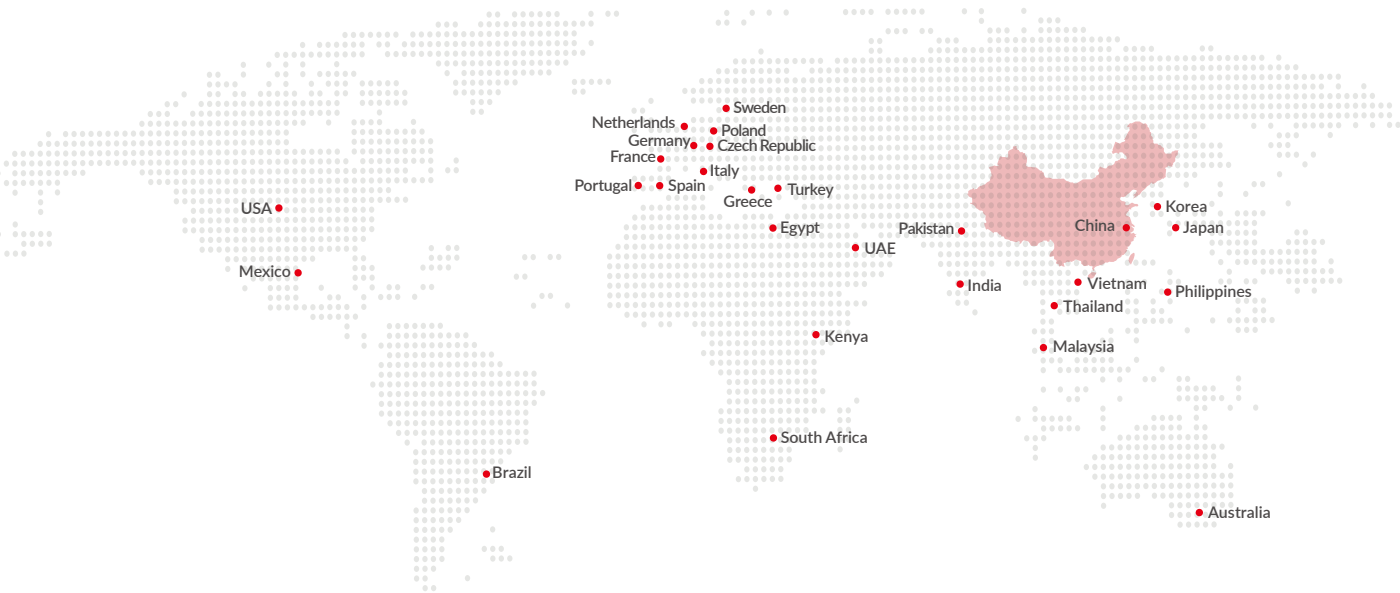 Sweden
Netherlands
Poland
Germany
Czech Republic
France
Italy
Portugal
Spain
Turkey
Greece
USA
Korea
Egypt
Pakistan
China
Japan
UAE
Mexico
India
Vietnam
Philippines
Thailand
Kenya
Malaysia
South Africa
Brazil
Australia